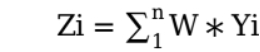 Zi = ∑₁ⁿ W ∗ Yi